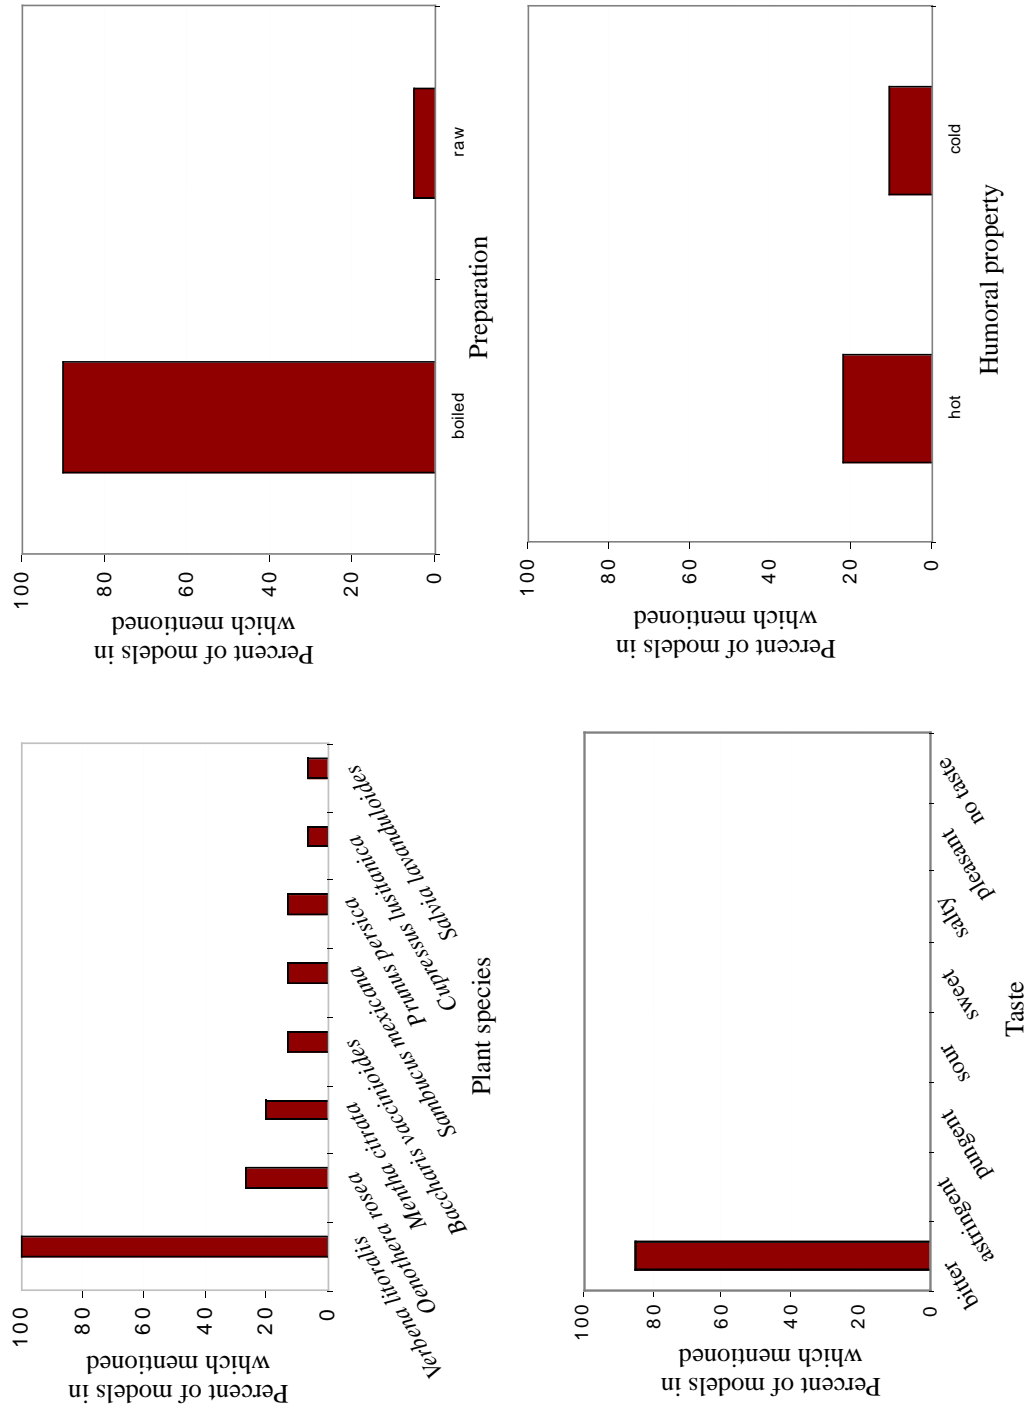 Percent of models in
which mentioned
100
80
60
40
20
0
Verbena litoralis
Oenothera rosea
Mentha citrata
Baccharis vaccinioides
Sambucus mexicana
Prunus persica
Cupressus lusitanica
Salvia lavanduloides
Plant species
Percent of models in
which mentioned
100
80
60
40
20
0
boiled
raw
Preparation
Percent of models in
which mentioned
100
80
60
40
20
0
bitter
astringent
pungent
sour
sweet
salty
pleasant
no taste
Taste
Percent of models in
which mentioned
100
80
60
40
20
0
hot
cold
Humoral property